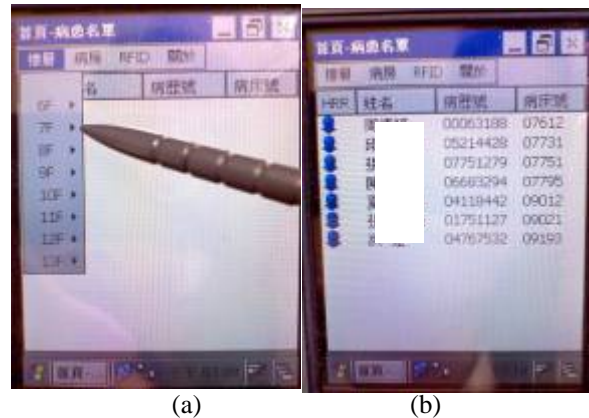 首頁-病患名單
樓層 病房 RFID 關於
名 病歷號 病床號
6F
7F
8F
9F
10F
11F
12F
13F
首頁-...
(a)
首頁-病患名單
樓層 病房 RFID 關於
HRR 姓名 病歷號 病床號
00063188 07612
05214428 07731
07751279 07751
06683294 07795
04118442 09012
01751127 09021
04767532 09193
首頁-...
(b)